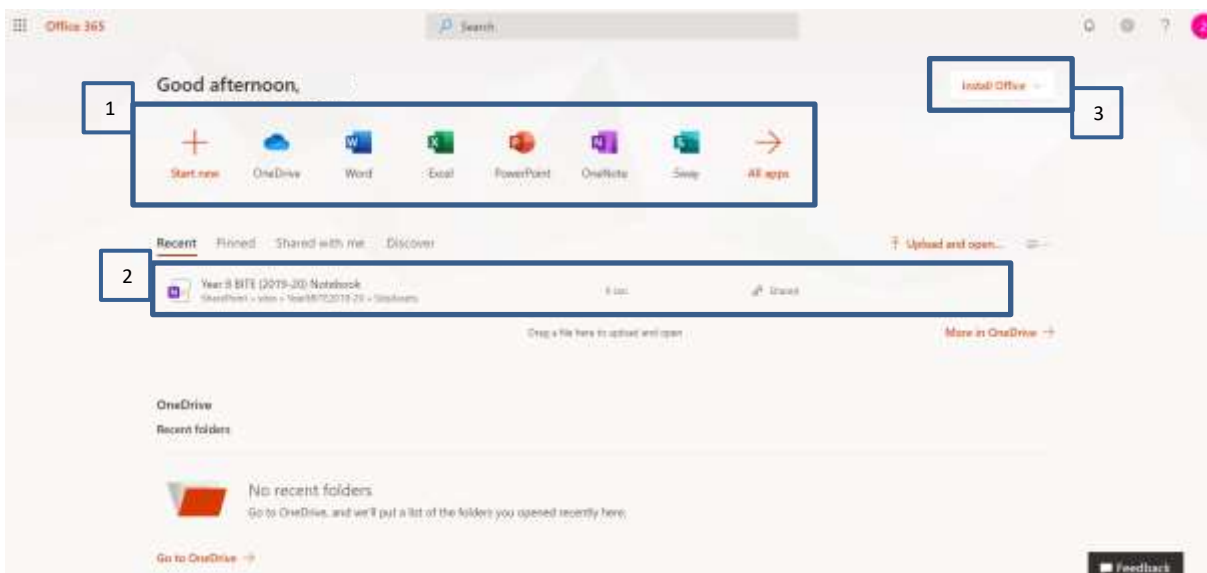 Office 365
Search
?
Good afternoon,
Install Office
1
3
Start new
OneDrive
Word
Excel
PowerPoint
OneNote
Sway
All apps
Recent Pinned Shared with me Discover
Upload and open...
2
Year 9 BITE (2019-20) Notebook
Shared
Drag a file here to upload and open
More in OneDrive
OneDrive
Recent folders
No recent folders
Go to OneDrive, and we'll put a list of the folders you opened recently here.
Go to OneDrive
Feedback